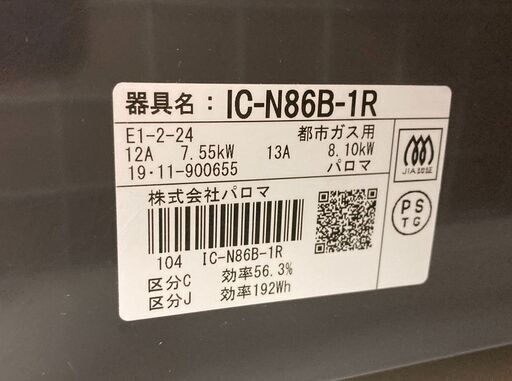 器具名：IC-N86B-1R
E1-2-24 都市ガス用
12A 7.55kW 13A 8.10kW
19・11-900655 パロマ
JIA認証
株式会社パロマ
PS
TG
104 IC-N86B-1R
区分C 効率56.3%
区分J 効率192Wh